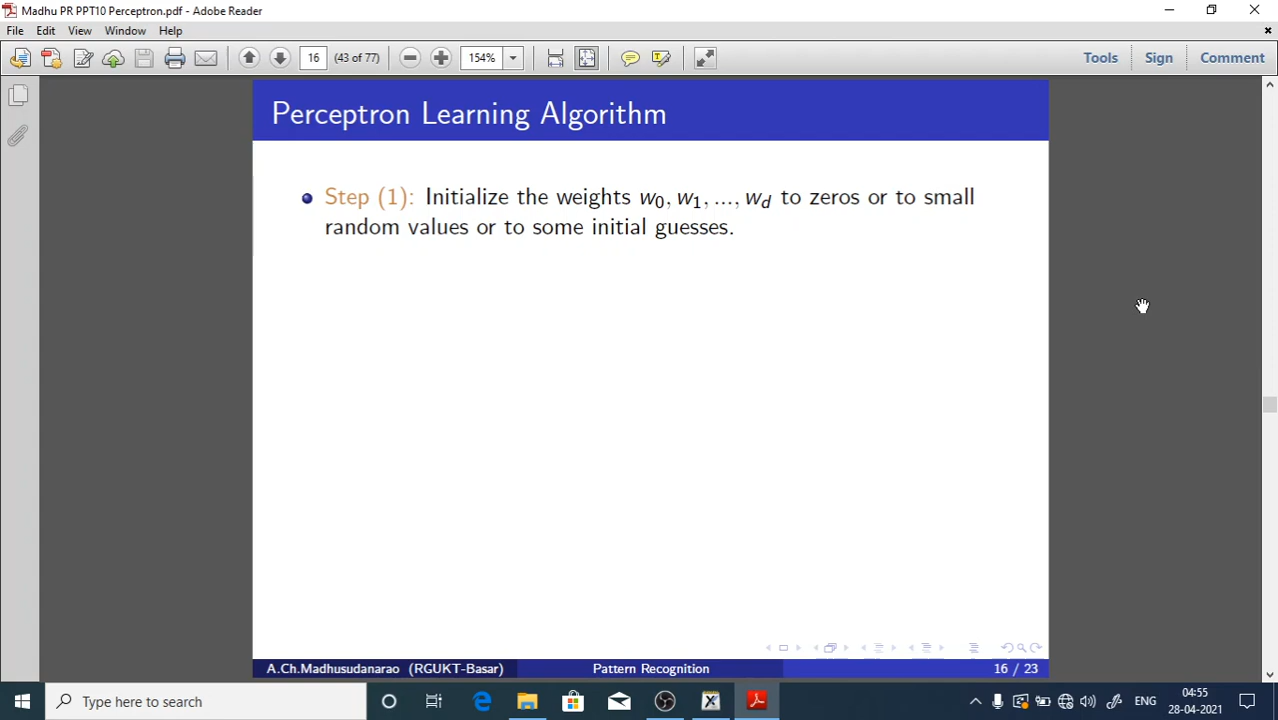 Madhu PR PPT10 Perceptron.pdf - Adobe Reader
File Edit View Window Help
16 (43 of 77) 154% Tools Sign Comment
Perceptron Learning Algorithm
Step (1): Initialize the weights w0, w1, ..., wd to zeros or to small
random values or to some initial guesses.
A.Ch.Madhusudanarao (RGUKT-Basar) Pattern Recognition 16 / 23
Type here to search
ENG
04:55
28-04-2021